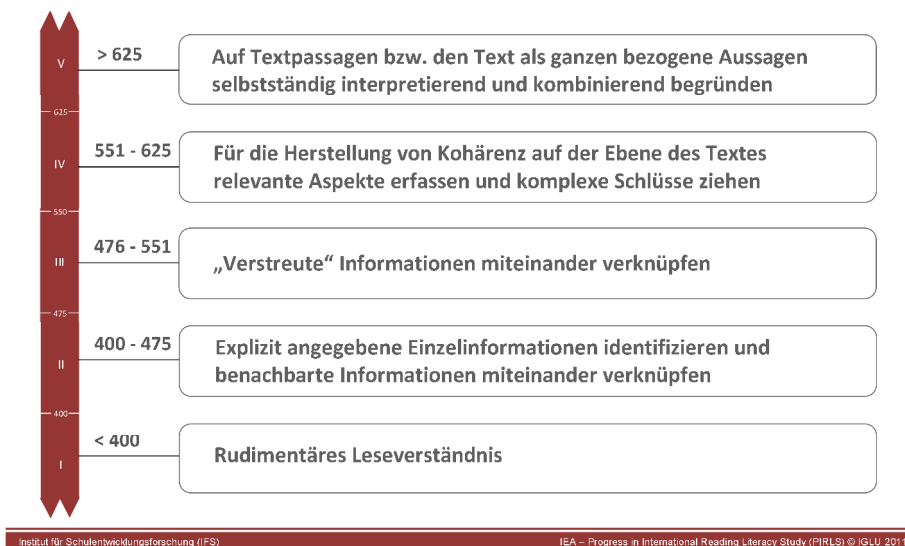 V
> 625
Auf Textpassagen bzw. den Text als ganzen bezogene Aussagen
selbstständig interpretierend und kombinierend begründen
625
IV
551 - 625
Für die Herstellung von Kohärenz auf der Ebene des Textes
relevante Aspekte erfassen und komplexe Schlüsse ziehen
550
III
476 - 551
„Verstreute“ Informationen miteinander verknüpfen
475
II
400 - 475
Explizit angegebene Einzelinformationen identifizieren und
benachbarte Informationen miteinander verknüpfen
400
I
< 400
Rudimentäres Leseverständnis
Institut für Schulentwicklungsforschung (IFS)
IEA – Progress in International Reading Literacy Study (PIRLS) © IGLU 2011